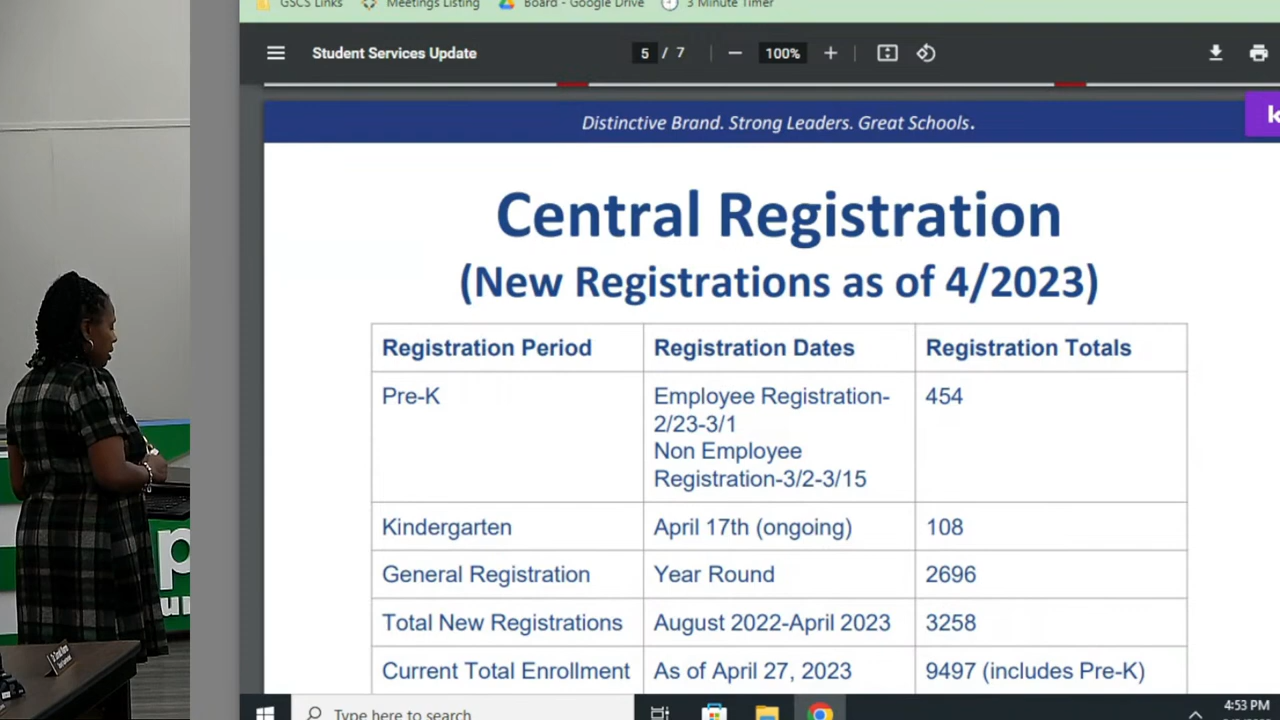 GSCS Links Meetings Listing Board - Google Drive 3 Minute Timer
Student Services Update 5 / 7 100%
Distinctive Brand. Strong Leaders. Great Schools.
k
Central Registration
(New Registrations as of 4/2023)
Registration Period Registration Dates Registration Totals
Pre-K Employee Registration- 454
2/23-3/1
Non Employee
Registration-3/2-3/15
Kindergarten April 17th (ongoing) 108
General Registration Year Round 2696
Total New Registrations August 2022-April 2023 3258
Current Total Enrollment As of April 27, 2023 9497 (includes Pre-K)
Type here to search 4:53 PM